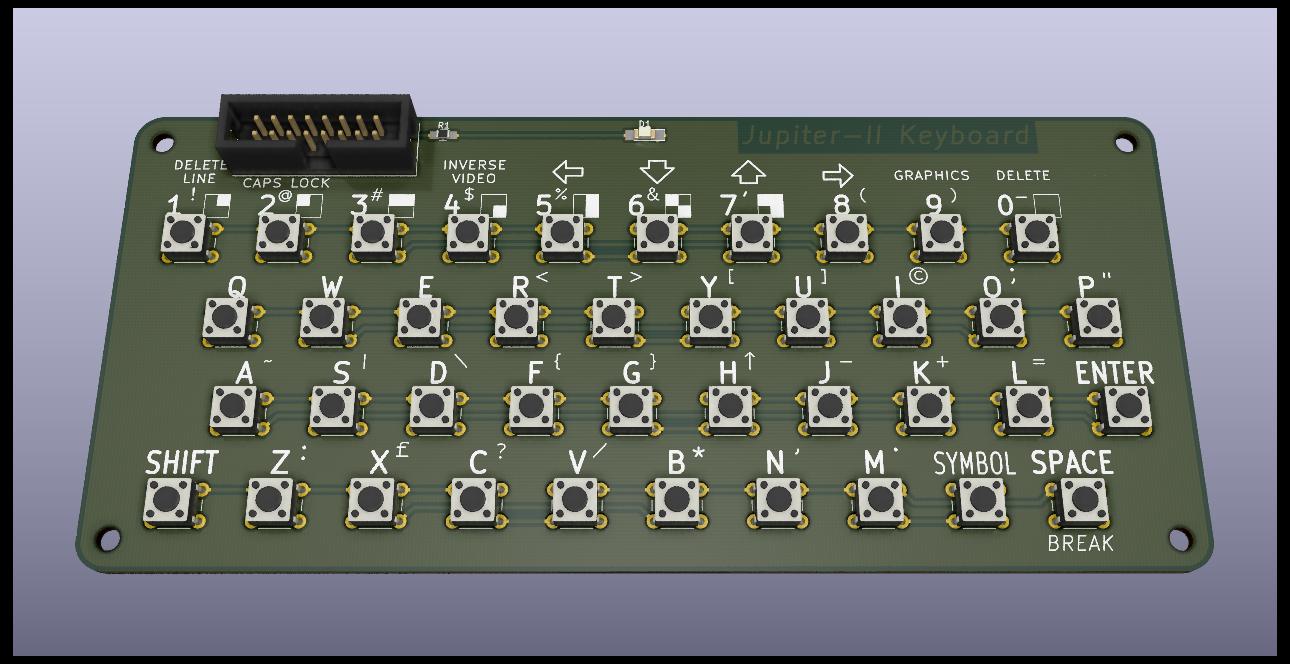 R1 D1 Jupiter-II Keyboard
DELETE LINE
CAPS LOCK
INVERSE VIDEO
← ↓ ↑ →
GRAPHICS DELETE
1 ! 2 @ 3 # 4 $ 5 % 6 & 7 ' 8 ( 9 ) 0 –
Q W E R < T > Y [ U ] I © O ; P "
A ~ S | D \ F { G } H ↑ J – K + L = ENTER
SHIFT Z : X £ C ? V / B * N , M . SYMBOL SPACE
BREAK